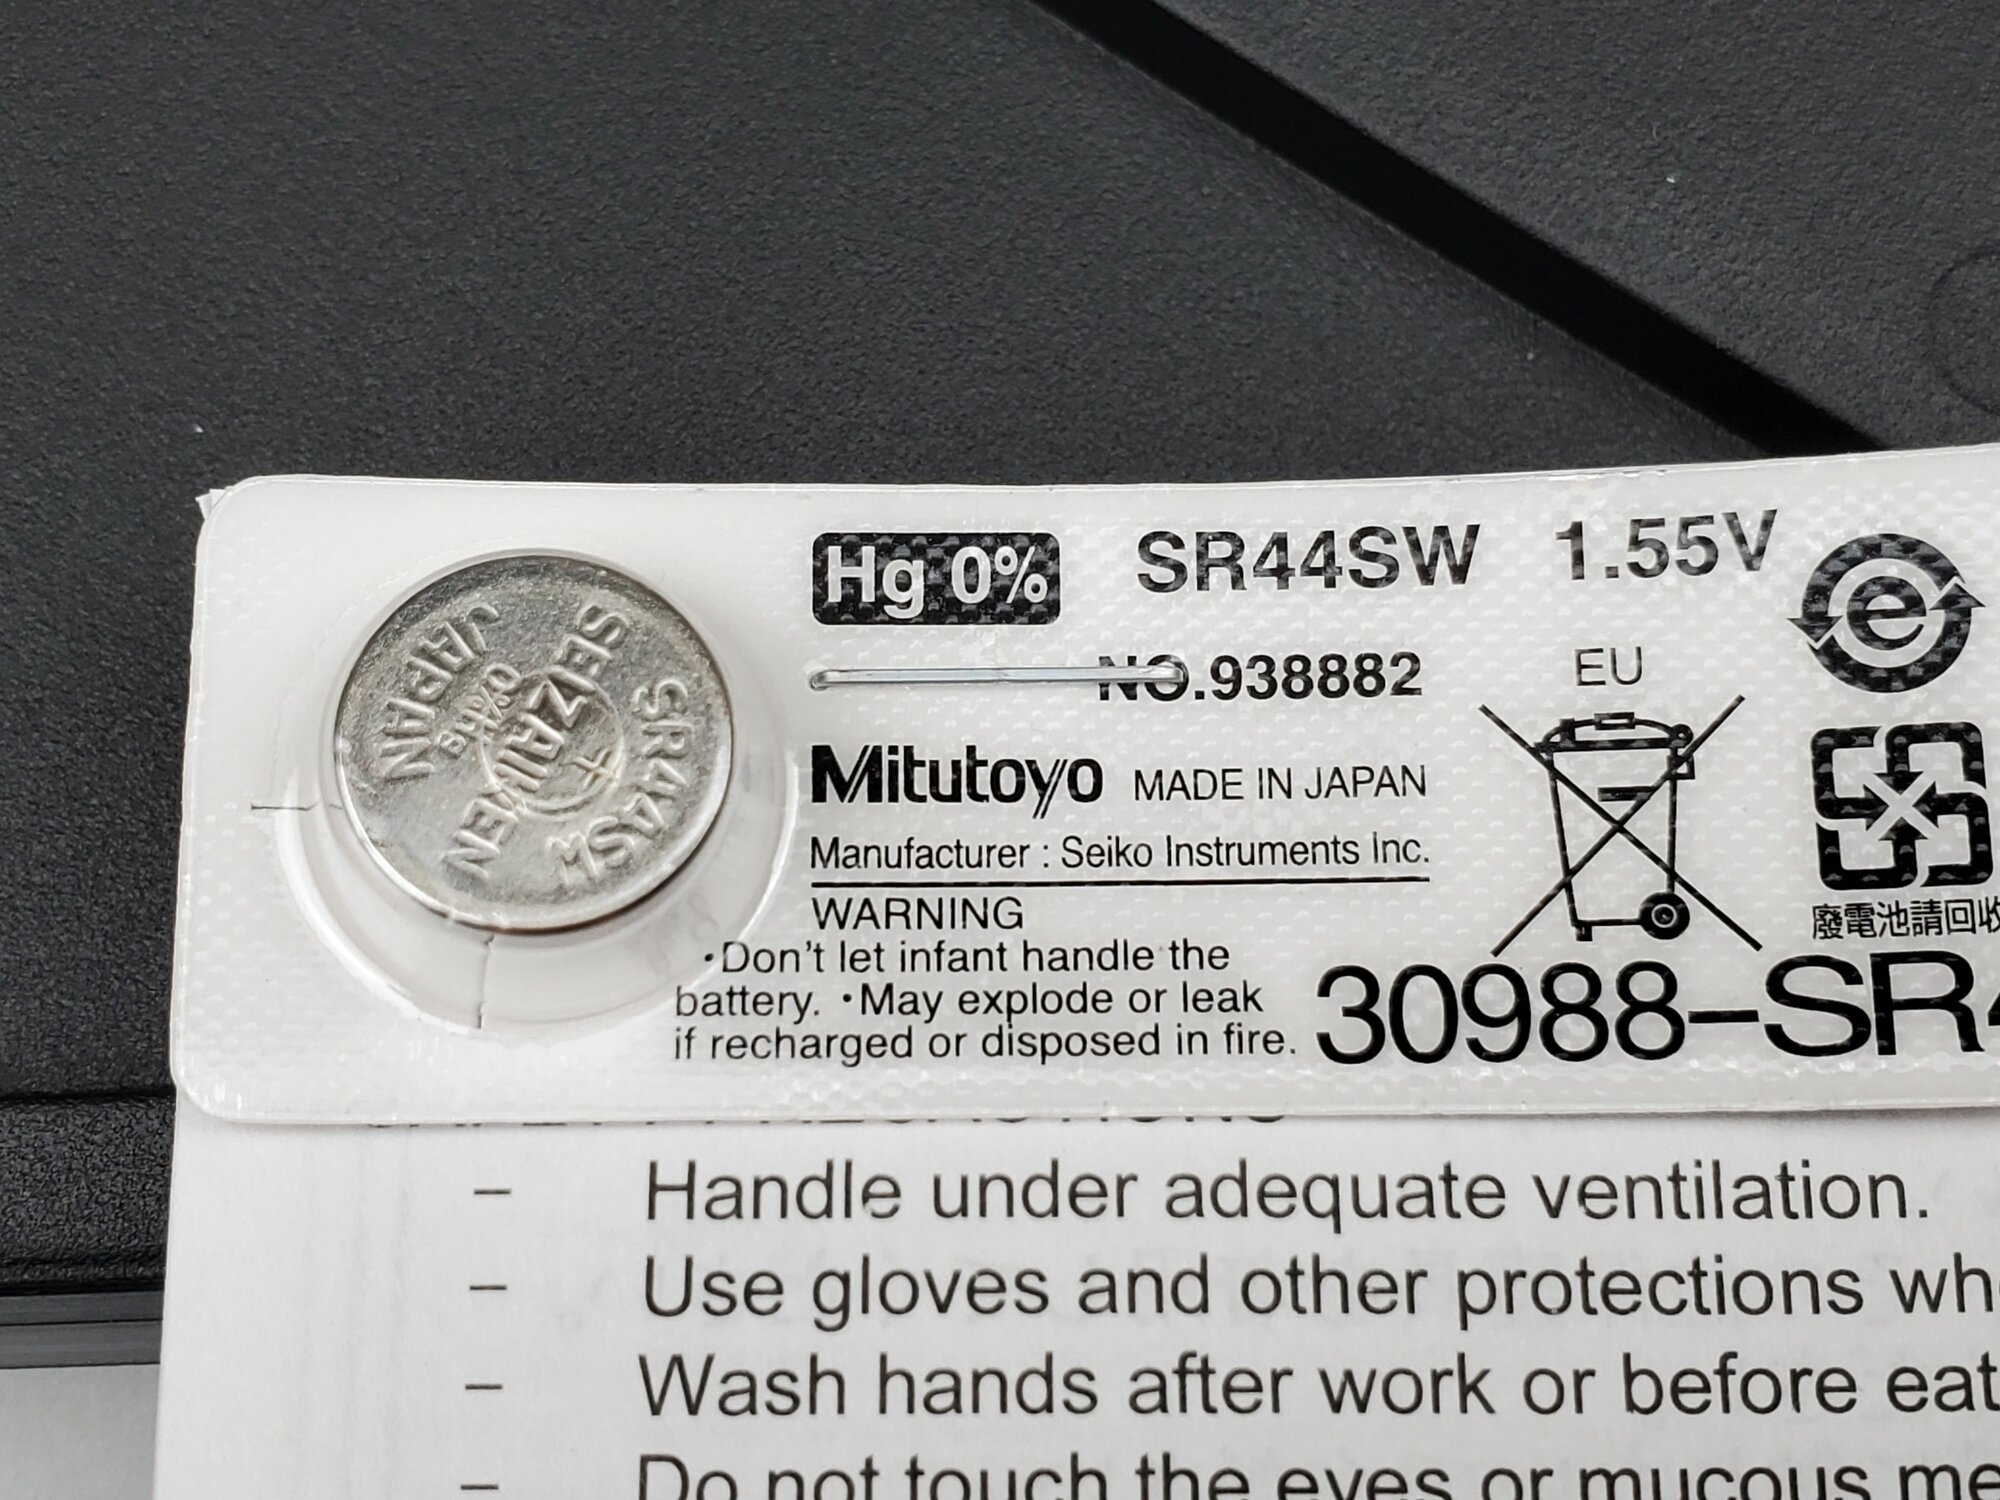 JAPAN
0%Hg
SEIZAIKEN
+
SR44SW
Hg 0% SR44SW 1.55V
e
NO.938882
EU
Mitutoyo MADE IN JAPAN
Manufacturer : Seiko Instruments Inc.
WARNING
廢電池請回收
・Don't let infant handle the
battery. ・May explode or leak
if recharged or disposed in fire.
30988-SR4
PRECAUTIONS
– Handle under adequate ventilation.
– Use gloves and other protections wh
– Wash hands after work or before eat
– Do not touch the eyes or mucous me